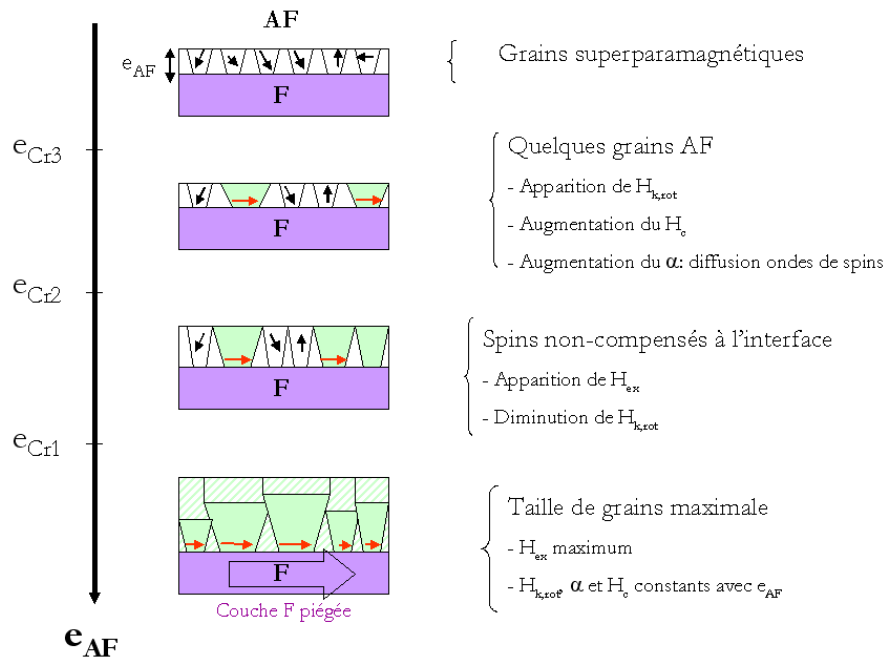 AF
e_AF
F
Grains superparamagnétiques
e_Cr3
F
Quelques grains AF
- Apparition de H_k,rot
- Augmentation du H_c
- Augmentation du α: diffusion ondes de spins
e_Cr2
F
Spins non-compensés à l'interface
- Apparition de H_ex
- Diminution de H_k,rot
e_Cr1
F
Couche F piégée
Taille de grains maximale
- H_ex maximum
- H_k,rot, α et H_c constants avec e_AF
e_AF